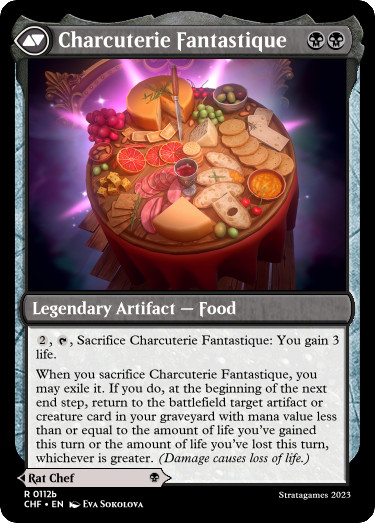 Charcuterie Fantastique
Legendary Artifact — Food
2, , Sacrifice Charcuterie Fantastique: You gain 3
life.
When you sacrifice Charcuterie Fantastique, you
may exile it. If you do, at the beginning of the next
end step, return to the battlefield target artifact or
creature card in your graveyard with mana value less
than or equal to the amount of life you've gained
this turn or the amount of life you've lost this turn,
whichever is greater. (Damage causes loss of life.)
Rat Chef
R 0112b
Stratagames 2023
CHF • EN Eva Sokolova